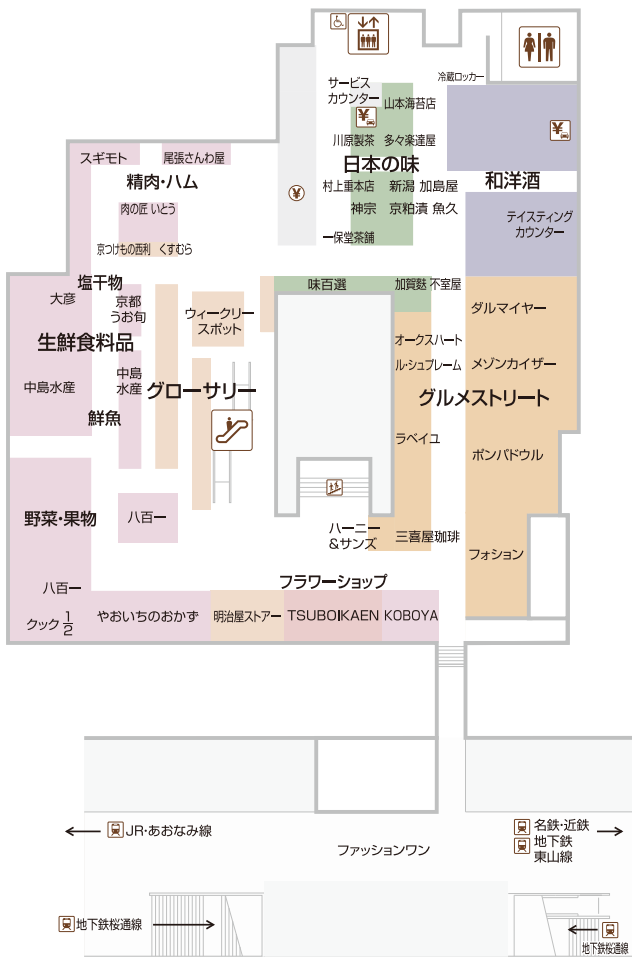 冷蔵ロッカー
サービス
カウンター
山本海苔店
¥
川原製茶
多々楽達屋
¥
日本の味
スギモト
尾張さんわ屋
精肉・ハム
¥
村上重本店
新潟 加島屋
和洋酒
肉の匠 いとう
神宗
京粕漬 魚久
テイスティング
カウンター
一保堂茶舗
京つけもの西利
くすむら
塩干物
味百選
加賀麩 不室屋
大彦
京都
うお旬
ウィークリー
スポット
ダルマイヤー
生鮮食料品
オークスハート
ル・シュプレーム
メゾンカイザー
中島水産
中島
水産
グローサリー
グルメストリート
鮮魚
ラベイユ
ポンパドウル
野菜・果物
八百一
ハーニー
&サンズ
三喜屋珈琲
フォション
フラワーショップ
八百一
クック 1/2
やおいちのおかず
明治屋ストアー
TSUBOIKAEN
KOBOYA
JR・あおなみ線
ファッションワン
名鉄・近鉄
地下鉄
東山線
地下鉄桜通線
地下鉄桜通線